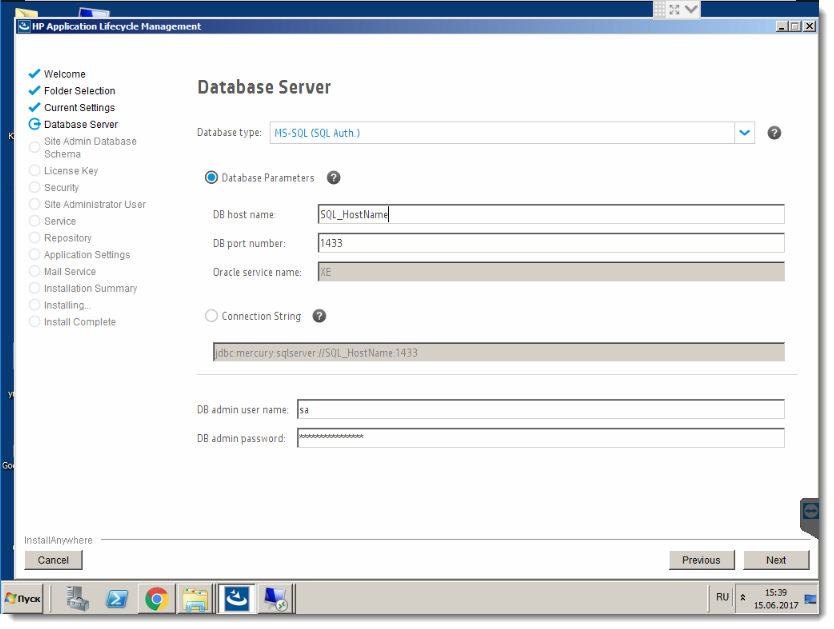 HP Application Lifecycle Management
Welcome
Folder Selection
Current Settings
Database Server
Site Admin Database
Schema
License Key
Security
Site Administrator User
Service
Repository
Application Settings
Mail Service
Installation Summary
Installing...
Install Complete
Database Server
Database type: MS-SQL (SQL Auth.)
Database Parameters
DB host name: SQL_HostName
DB port number: 1433
Oracle service name: XE
Connection String
jdbc:mercury:sqlserver://SQL_HostName:1433
DB admin user name: sa
DB admin password: ****************
InstallAnywhere
Cancel Previous Next
Пуск RU 15:39
15.06.2017